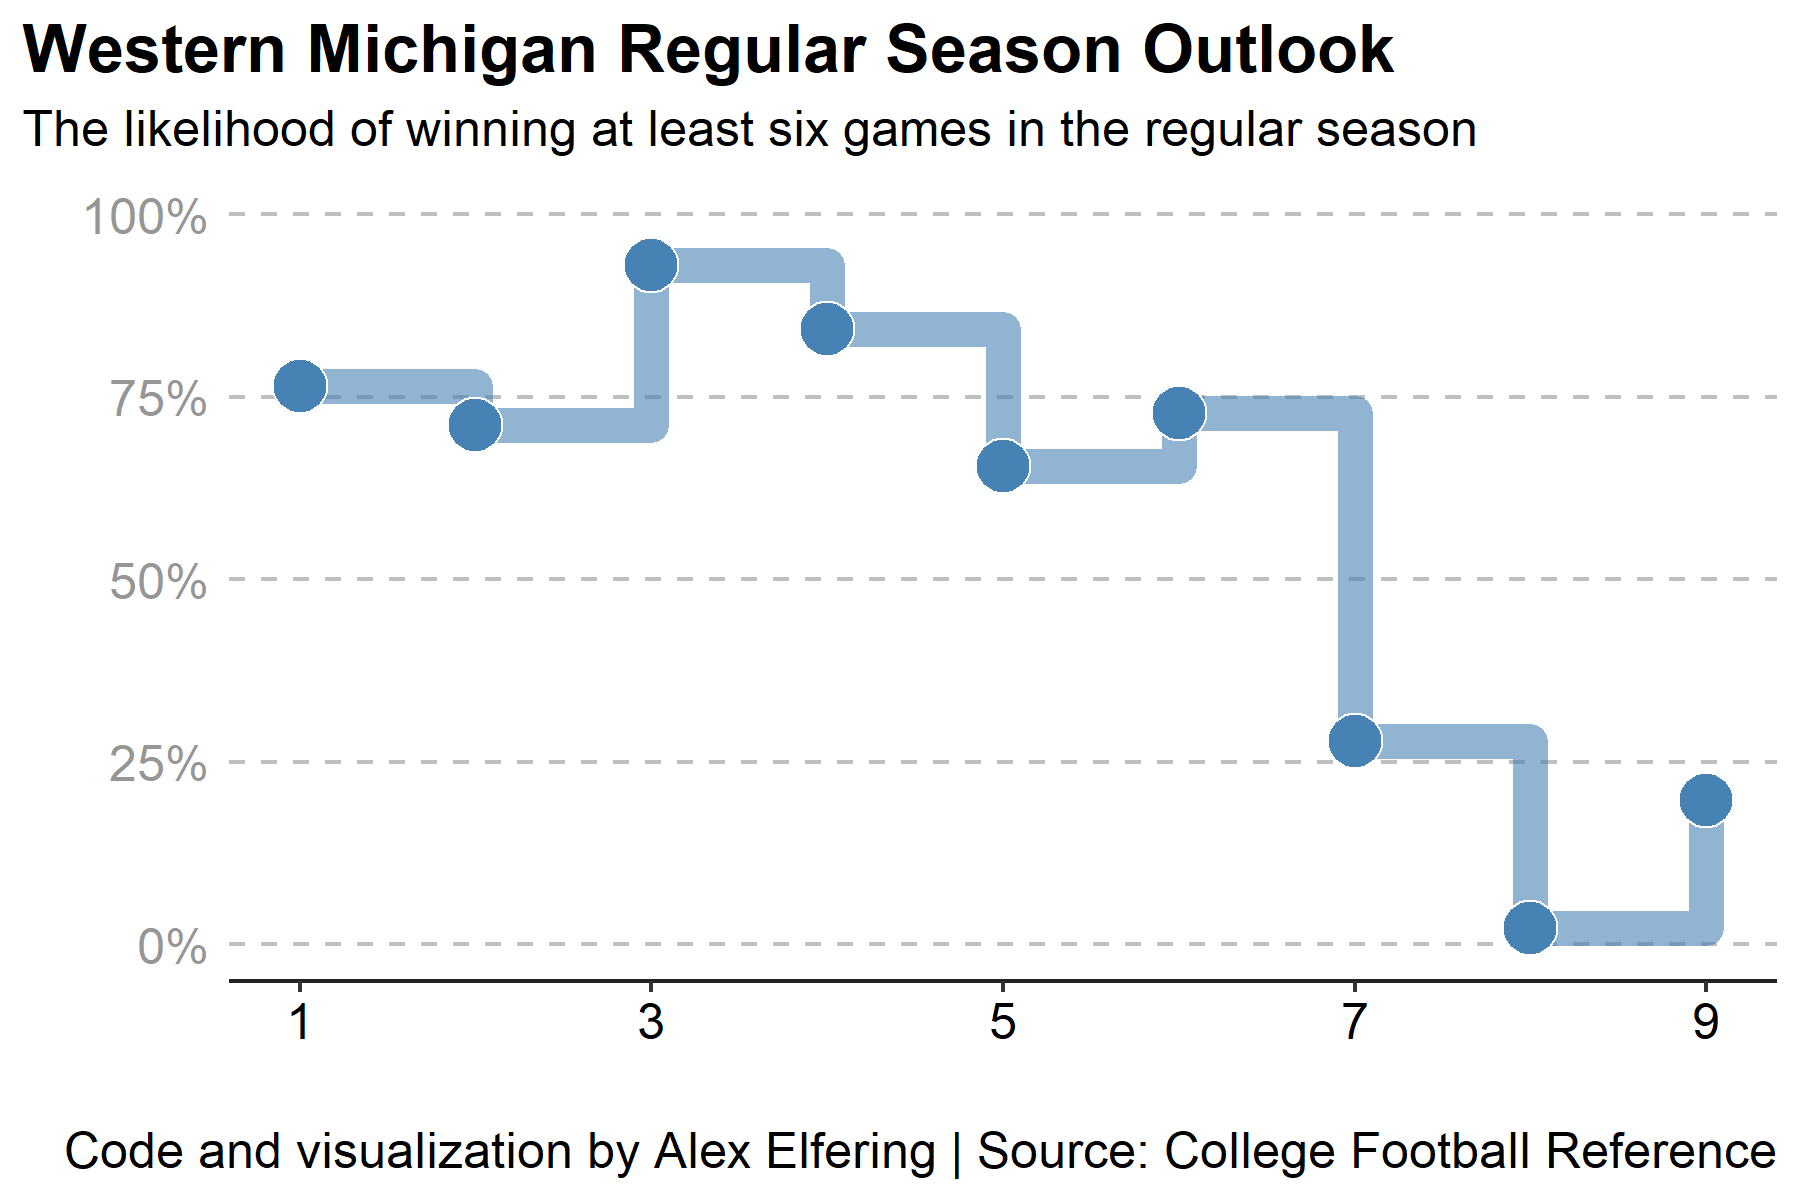 Western Michigan Regular Season Outlook
The likelihood of winning at least six games in the regular season
100%
75%
50%
25%
0%
1 3 5 7 9
Code and visualization by Alex Elfering | Source: College Football Reference